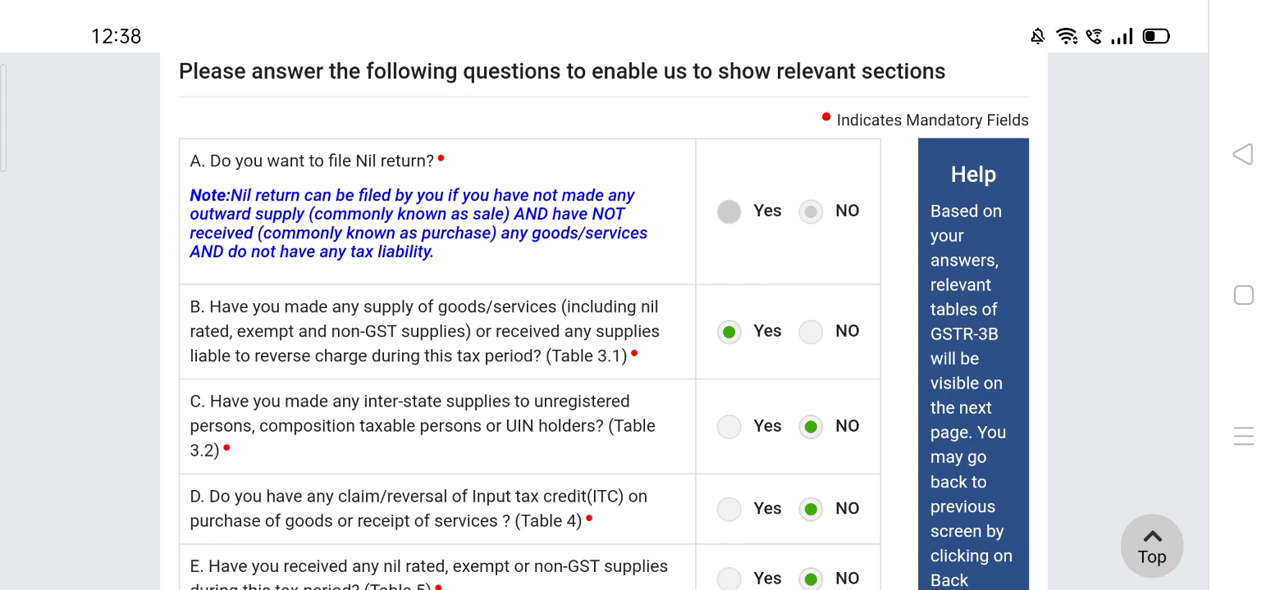 12:38
Please answer the following questions to enable us to show relevant sections
• Indicates Mandatory Fields
A. Do you want to file Nil return? •
Note:Nil return can be filed by you if you have not made any
outward supply (commonly known as sale) AND have NOT
received (commonly known as purchase) any goods/services
AND do not have any tax liability.
Yes NO
B. Have you made any supply of goods/services (including nil
rated, exempt and non-GST supplies) or received any supplies
liable to reverse charge during this tax period? (Table 3.1) •
Yes NO
C. Have you made any inter-state supplies to unregistered
persons, composition taxable persons or UIN holders? (Table
3.2) •
Yes NO
D. Do you have any claim/reversal of Input tax credit(ITC) on
purchase of goods or receipt of services ? (Table 4) •
Yes NO
E. Have you received any nil rated, exempt or non-GST supplies
during this tax period? (Table 5) •
Yes NO
Help
Based on
your
answers,
relevant
tables of
GSTR-3B
will be
visible on
the next
page. You
may go
back to
previous
screen by
clicking on
Back
Top